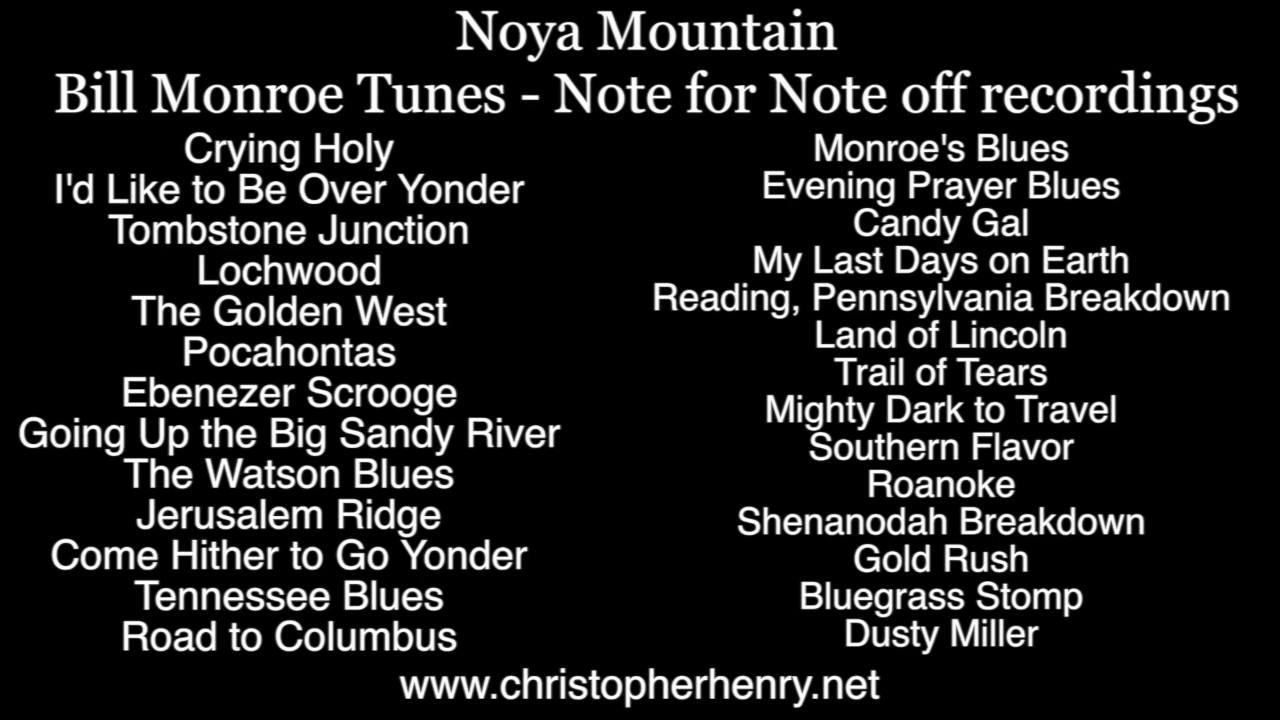 Noya Mountain
Bill Monroe Tunes - Note for Note off recordings
Crying Holy
I'd Like to Be Over Yonder
Tombstone Junction
Lochwood
The Golden West
Pocahontas
Ebenezer Scrooge
Going Up the Big Sandy River
The Watson Blues
Jerusalem Ridge
Come Hither to Go Yonder
Tennessee Blues
Road to Columbus
Monroe's Blues
Evening Prayer Blues
Candy Gal
My Last Days on Earth
Reading, Pennsylvania Breakdown
Land of Lincoln
Trail of Tears
Mighty Dark to Travel
Southern Flavor
Roanoke
Shenanodah Breakdown
Gold Rush
Bluegrass Stomp
Dusty Miller
www.christopherhenry.net